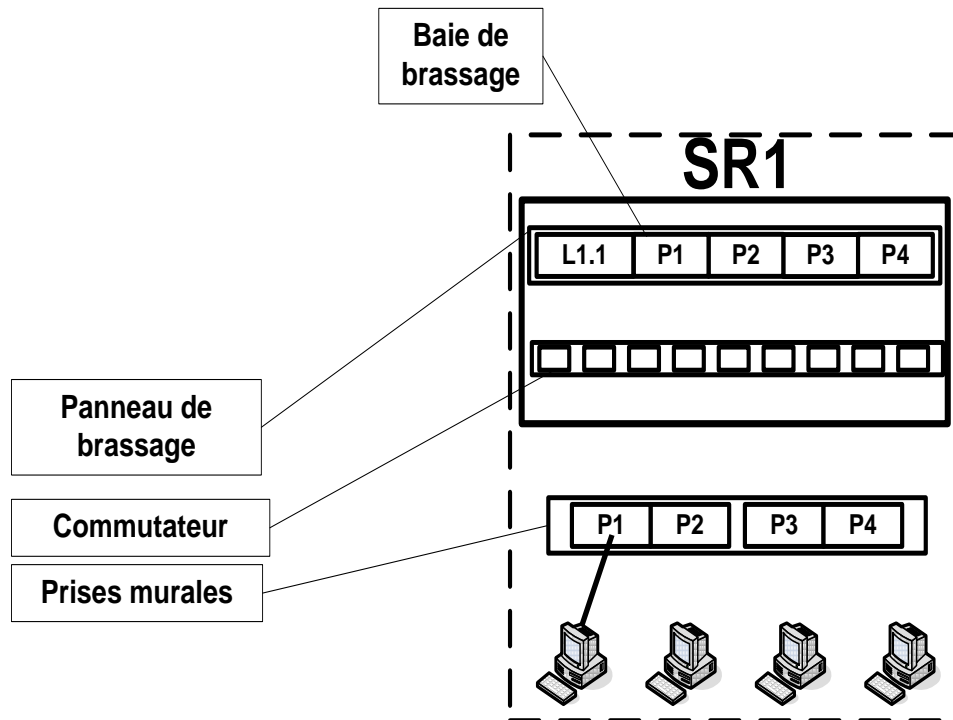 Baie de
brassage
SR1
L1.1 P1 P2 P3 P4
Panneau de
brassage
Commutateur
P1 P2 P3 P4
Prises murales